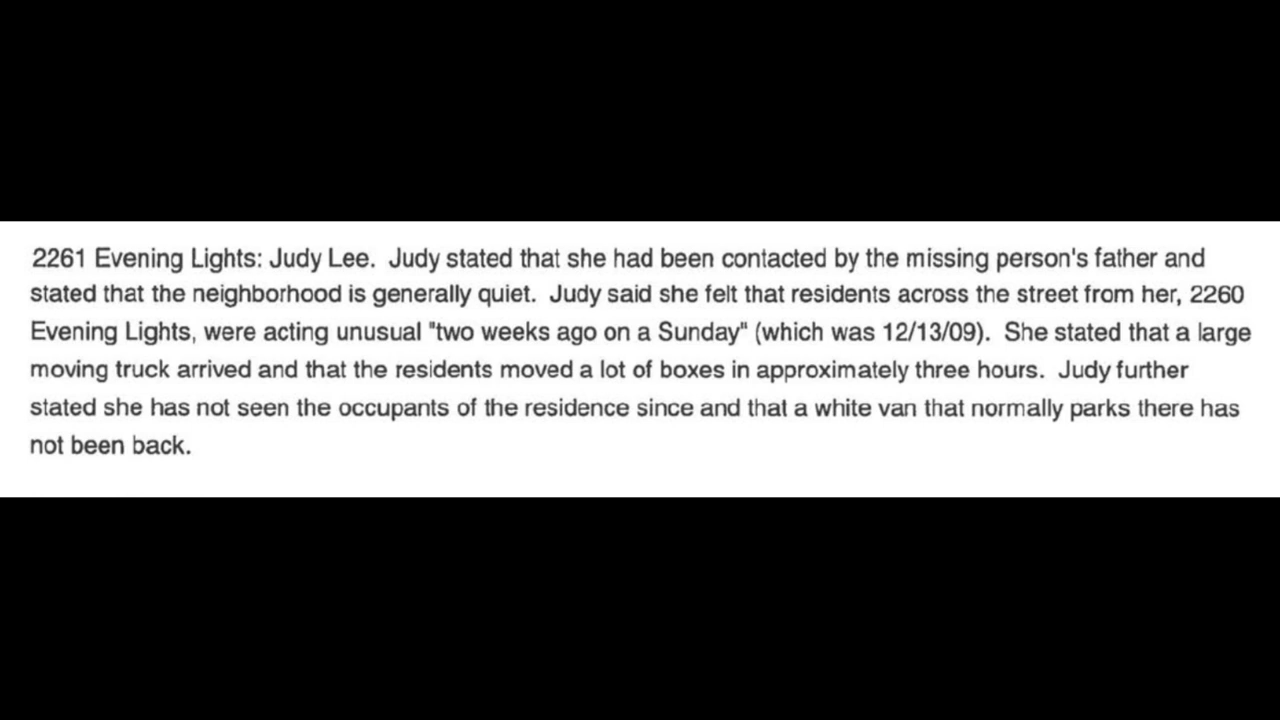 2261 Evening Lights: Judy Lee.  Judy stated that she had been contacted by the missing person's father and
stated that the neighborhood is generally quiet.  Judy said she felt that residents across the street from her, 2260
Evening Lights, were acting unusual "two weeks ago on a Sunday" (which was 12/13/09).  She stated that a large
moving truck arrived and that the residents moved a lot of boxes in approximately three hours.  Judy further
stated she has not seen the occupants of the residence since and that a white van that normally parks there has
not been back.